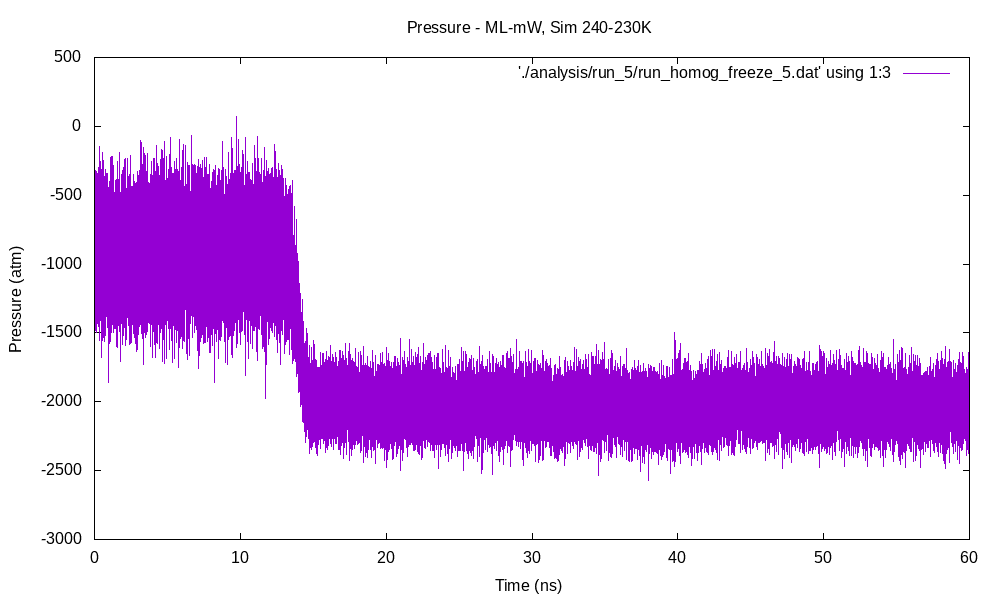 Pressure - ML-mW, Sim 240-230K
'./analysis/run_5/run_homog_freeze_5.dat' using 1:3
500
0
-500
-1000
-1500
-2000
-2500
-3000
Pressure (atm)
0 10 20 30 40 50 60
Time (ns)